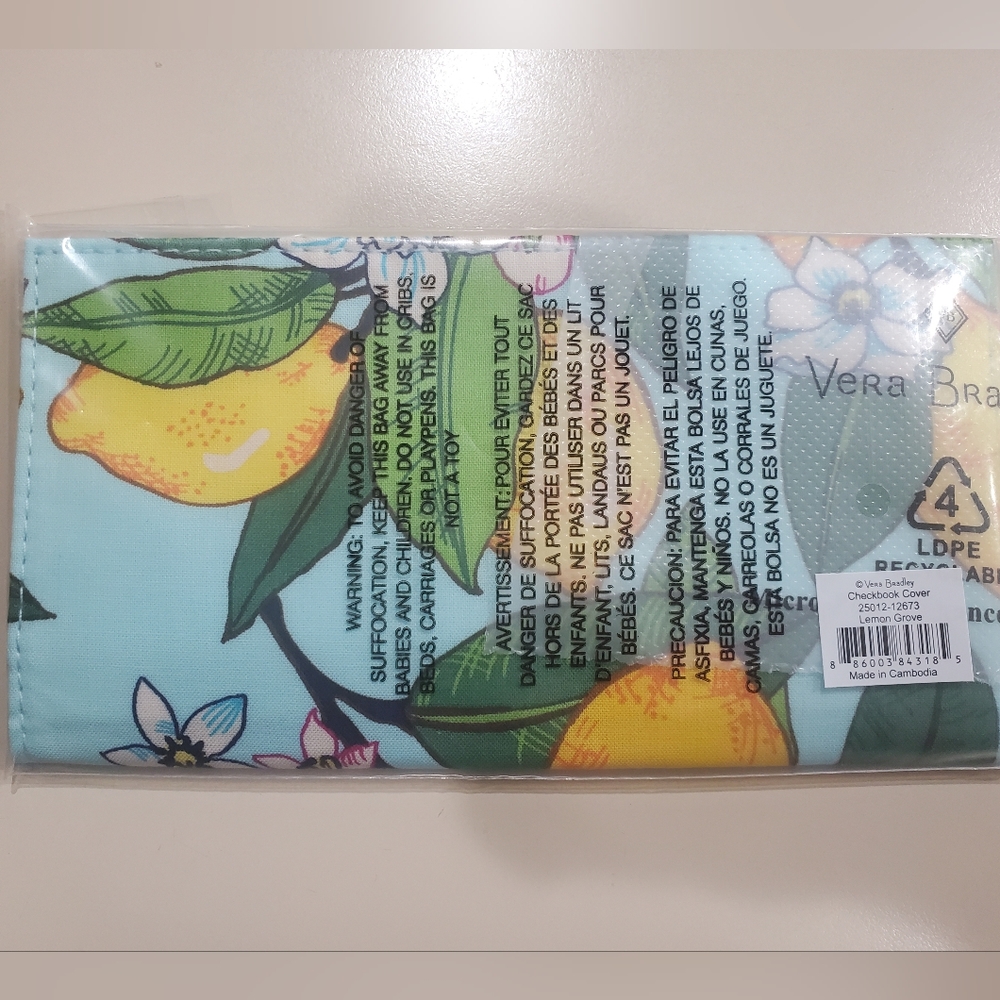 WARNING: TO AVOID DANGER OF
SUFFOCATION, KEEP THIS BAG AWAY FROM
BABIES AND CHILDREN. DO NOT USE IN CRIBS,
BEDS, CARRIAGES OR PLAYPENS. THIS BAG IS
NOT A TOY
AVERTISSEMENT: POUR EVITER TOUT
DANGER DE SUFFOCATION, GARDEZ CE SAC
HORS DE LA PORTÉE DES BÉBÉS ET DES
ENFANTS. NE PAS UTILISER DANS UN LIT
D'ENFANT, LITS, LANDAUS OU PARCS POUR
BÉBÉS. CE SAC N'EST PAS UN JOUET.
PRECAUCION: PARA EVITAR EL PELIGRO DE
ASFIXIA, MANTENGA ESTA BOLSA LEJOS DE
BEBÉS Y NIÑOS. NO LA USE EN CUNAS,
CAMAS, CARREOLAS O CORRALES DE JUEGO.
ESTA BOLSA NO ES UN JUGUETE.
VERA BRA
4
LDPE
RECYCLABL
© Vera Bradley
Checkbook Cover
25012-12673
Lemon Grove
8 86003 84318 5
Made in Cambodia